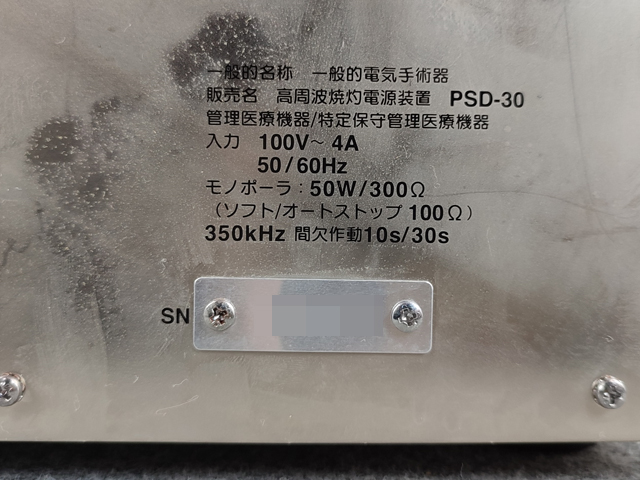 一般的名称 一般的電気手術器
販売名 高周波焼灼電源装置 PSD-30
管理医療機器/特定保守管理医療機器
入力 100V～4A
50/60Hz
モノポーラ：50W/300Ω
（ソフト/オートストップ 100Ω）
350kHz 間欠作動10s/30s
SN